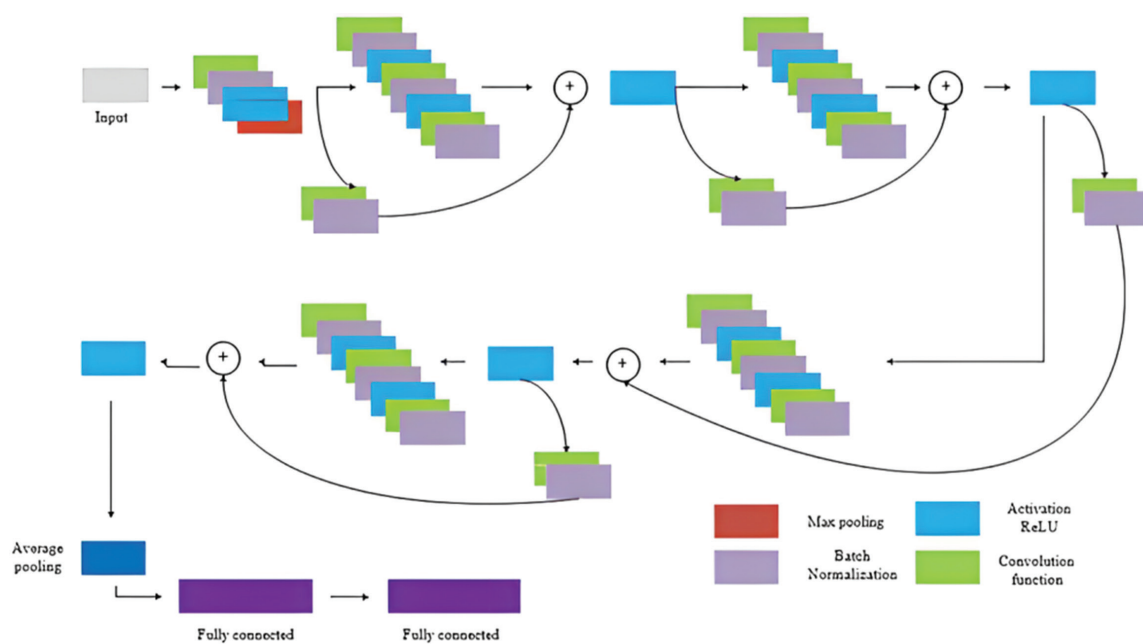 Input
+
+
+
+
Average
pooling
Fully connected
Fully connected
Max pooling
Activation
ReLU
Batch
Normalization
Convolution
function